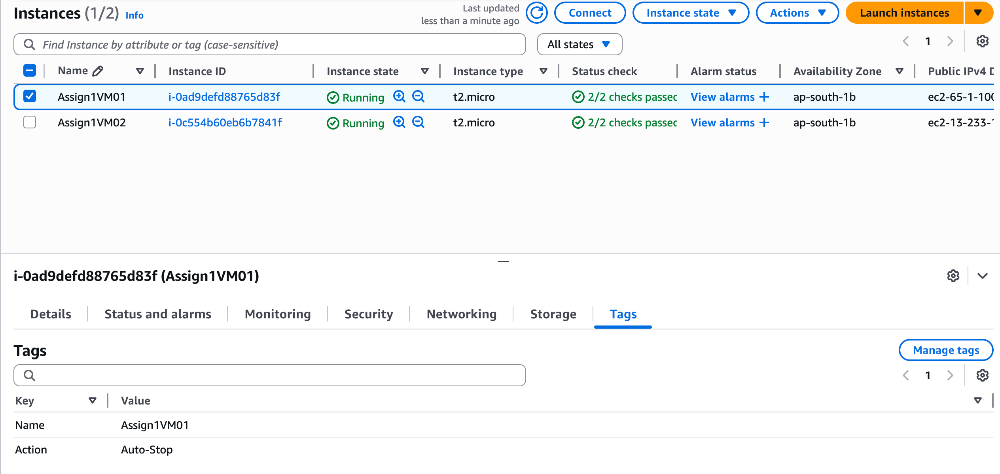 Instances (1/2) Info
Last updated
less than a minute ago
Connect
Instance state
Actions
Launch instances
Find Instance by attribute or tag (case-sensitive)
All states
1
Name Instance ID Instance state Instance type Status check Alarm status Availability Zone Public IPv4 D
Assign1VM01 i-0ad9defd88765d83f Running t2.micro 2/2 checks passec View alarms + ap-south-1b ec2-65-1-100
Assign1VM02 i-0c554b60eb6b7841f Running t2.micro 2/2 checks passec View alarms + ap-south-1b ec2-13-233-1
i-0ad9defd88765d83f (Assign1VM01)
Details Status and alarms Monitoring Security Networking Storage Tags
Tags
Manage tags
1
Key Value
Name Assign1VM01
Action Auto-Stop